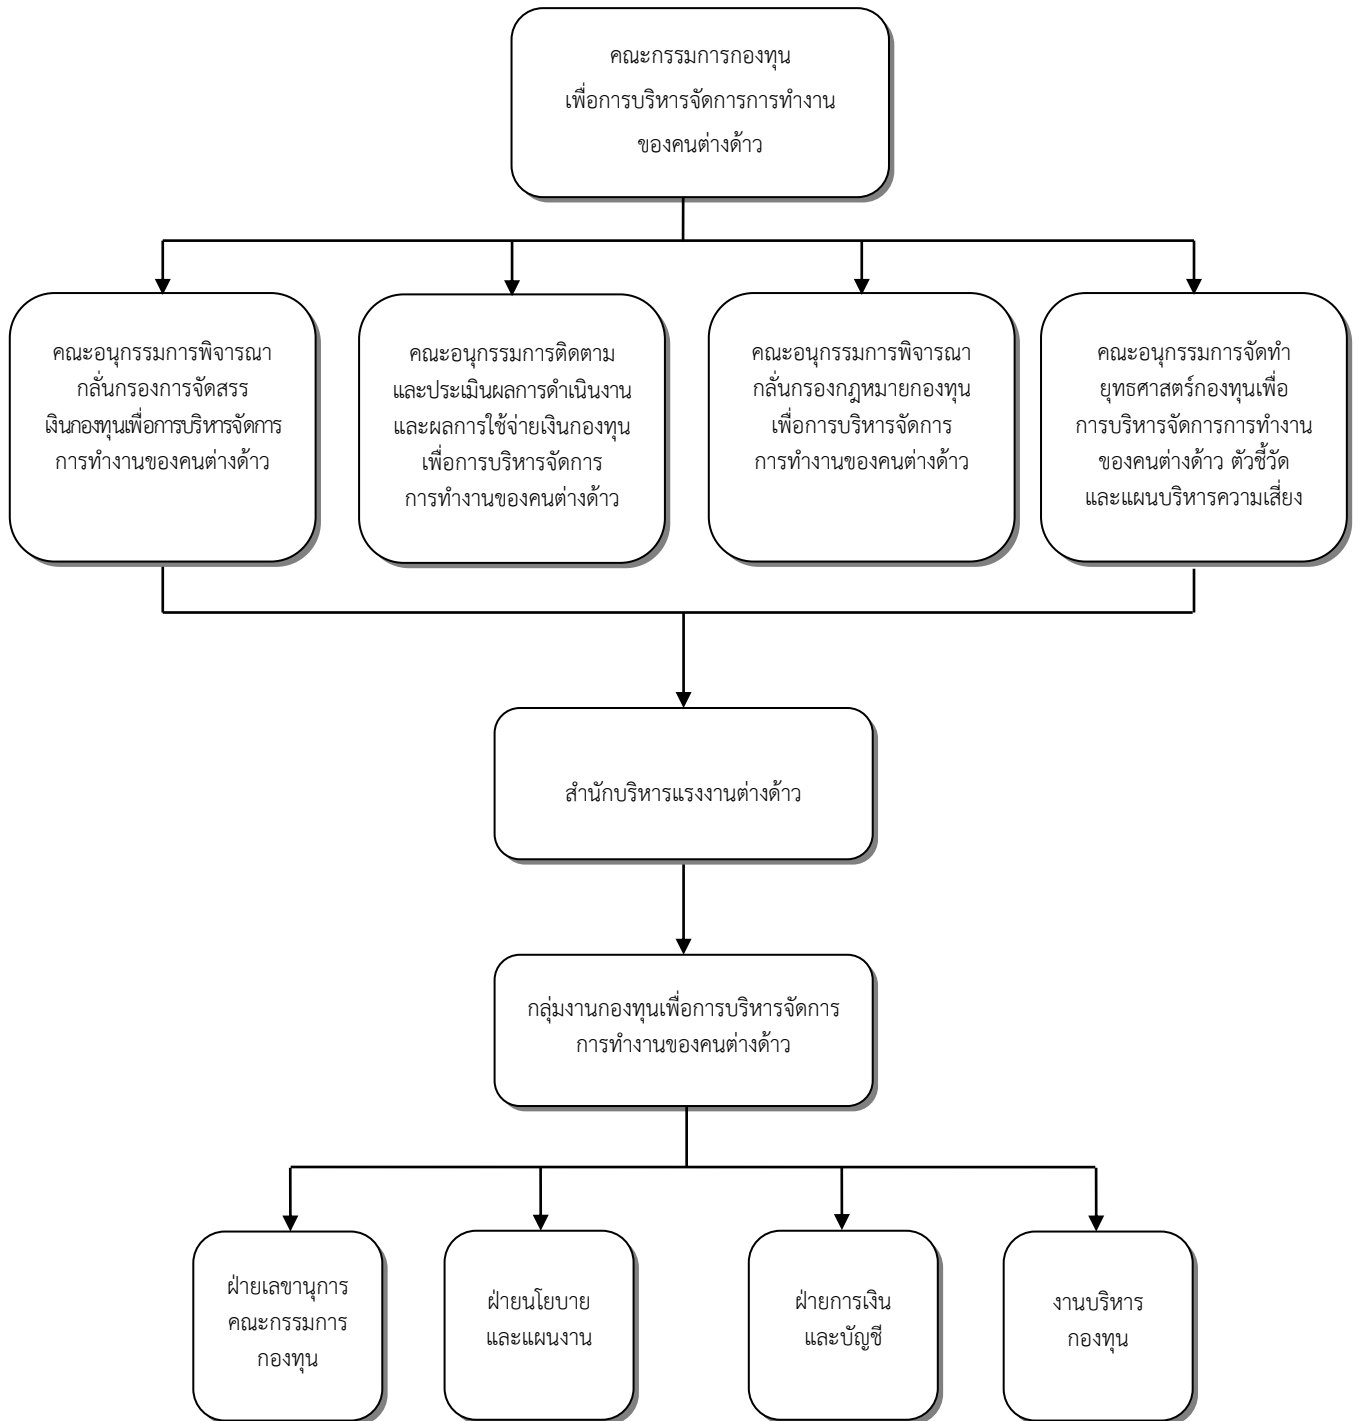 คณะกรรมการกองทุน
เพื่อการบริหารจัดการการทำงาน
ของคนต่างด้าว
คณะอนุกรรมการพิจารณา
กลั่นกรองการจัดสรร
เงินกองทุนเพื่อการบริหารจัดการ
การทำงานของคนต่างด้าว
คณะอนุกรรมการติดตาม
และประเมินผลการดำเนินงาน
และผลการใช้จ่ายเงินกองทุน
เพื่อการบริหารจัดการ
การทำงานของคนต่างด้าว
คณะอนุกรรมการพิจารณา
กลั่นกรองกฎหมายกองทุน
เพื่อการบริหารจัดการ
การทำงานของคนต่างด้าว
คณะอนุกรรมการจัดทำ
ยุทธศาสตร์กองทุนเพื่อ
การบริหารจัดการการทำงาน
ของคนต่างด้าว ตัวชี้วัด
และแผนบริหารความเสี่ยง
สำนักบริหารแรงงานต่างด้าว
กลุ่มงานกองทุนเพื่อการบริหารจัดการ
การทำงานของคนต่างด้าว
ฝ่ายเลขานุการ
คณะกรรมการ
กองทุน
ฝ่ายนโยบาย
และแผนงาน
ฝ่ายการเงิน
และบัญชี
งานบริหาร
กองทุน